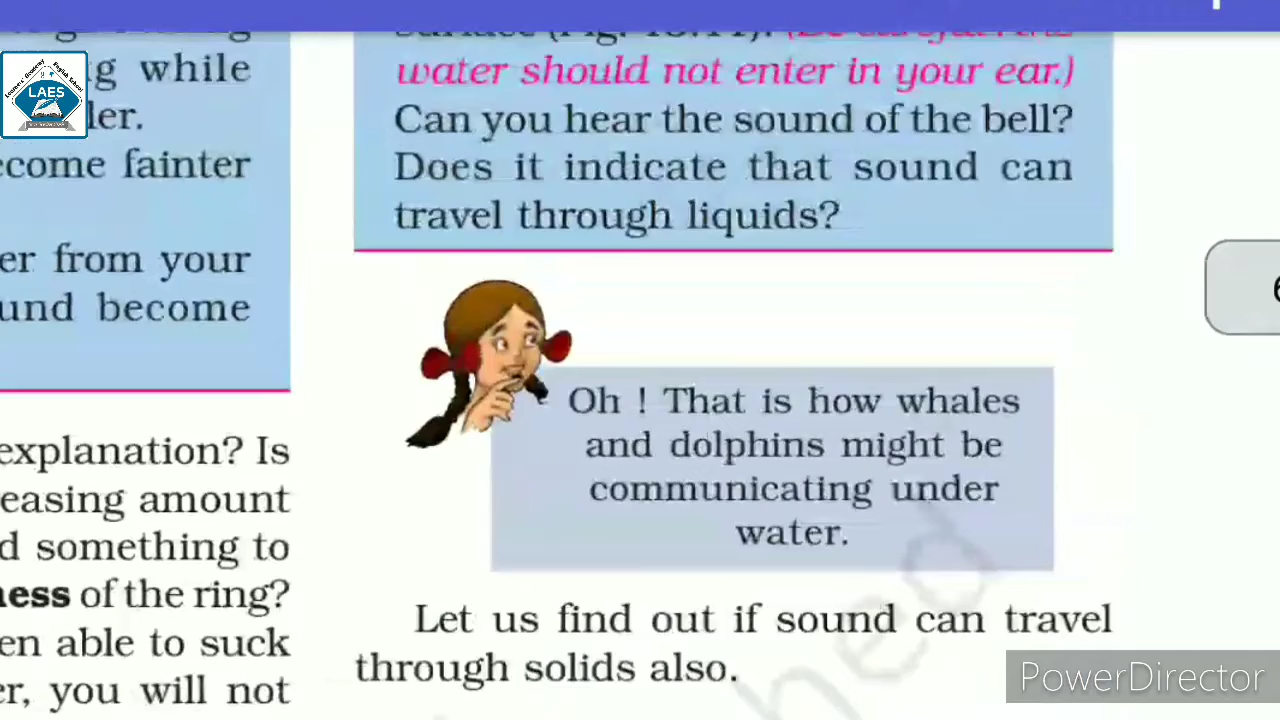 g while
ler.
come fainter
er from your
und become
explanation? Is
easing amount
d something to
ness of the ring?
en able to suck
er, you will not
water should not enter in your ear.)
Can you hear the sound of the bell?
Does it indicate that sound can
travel through liquids?
Oh ! That is how whales
and dolphins might be
communicating under
water.
Let us find out if sound can travel
through solids also.
LAES
PowerDirector